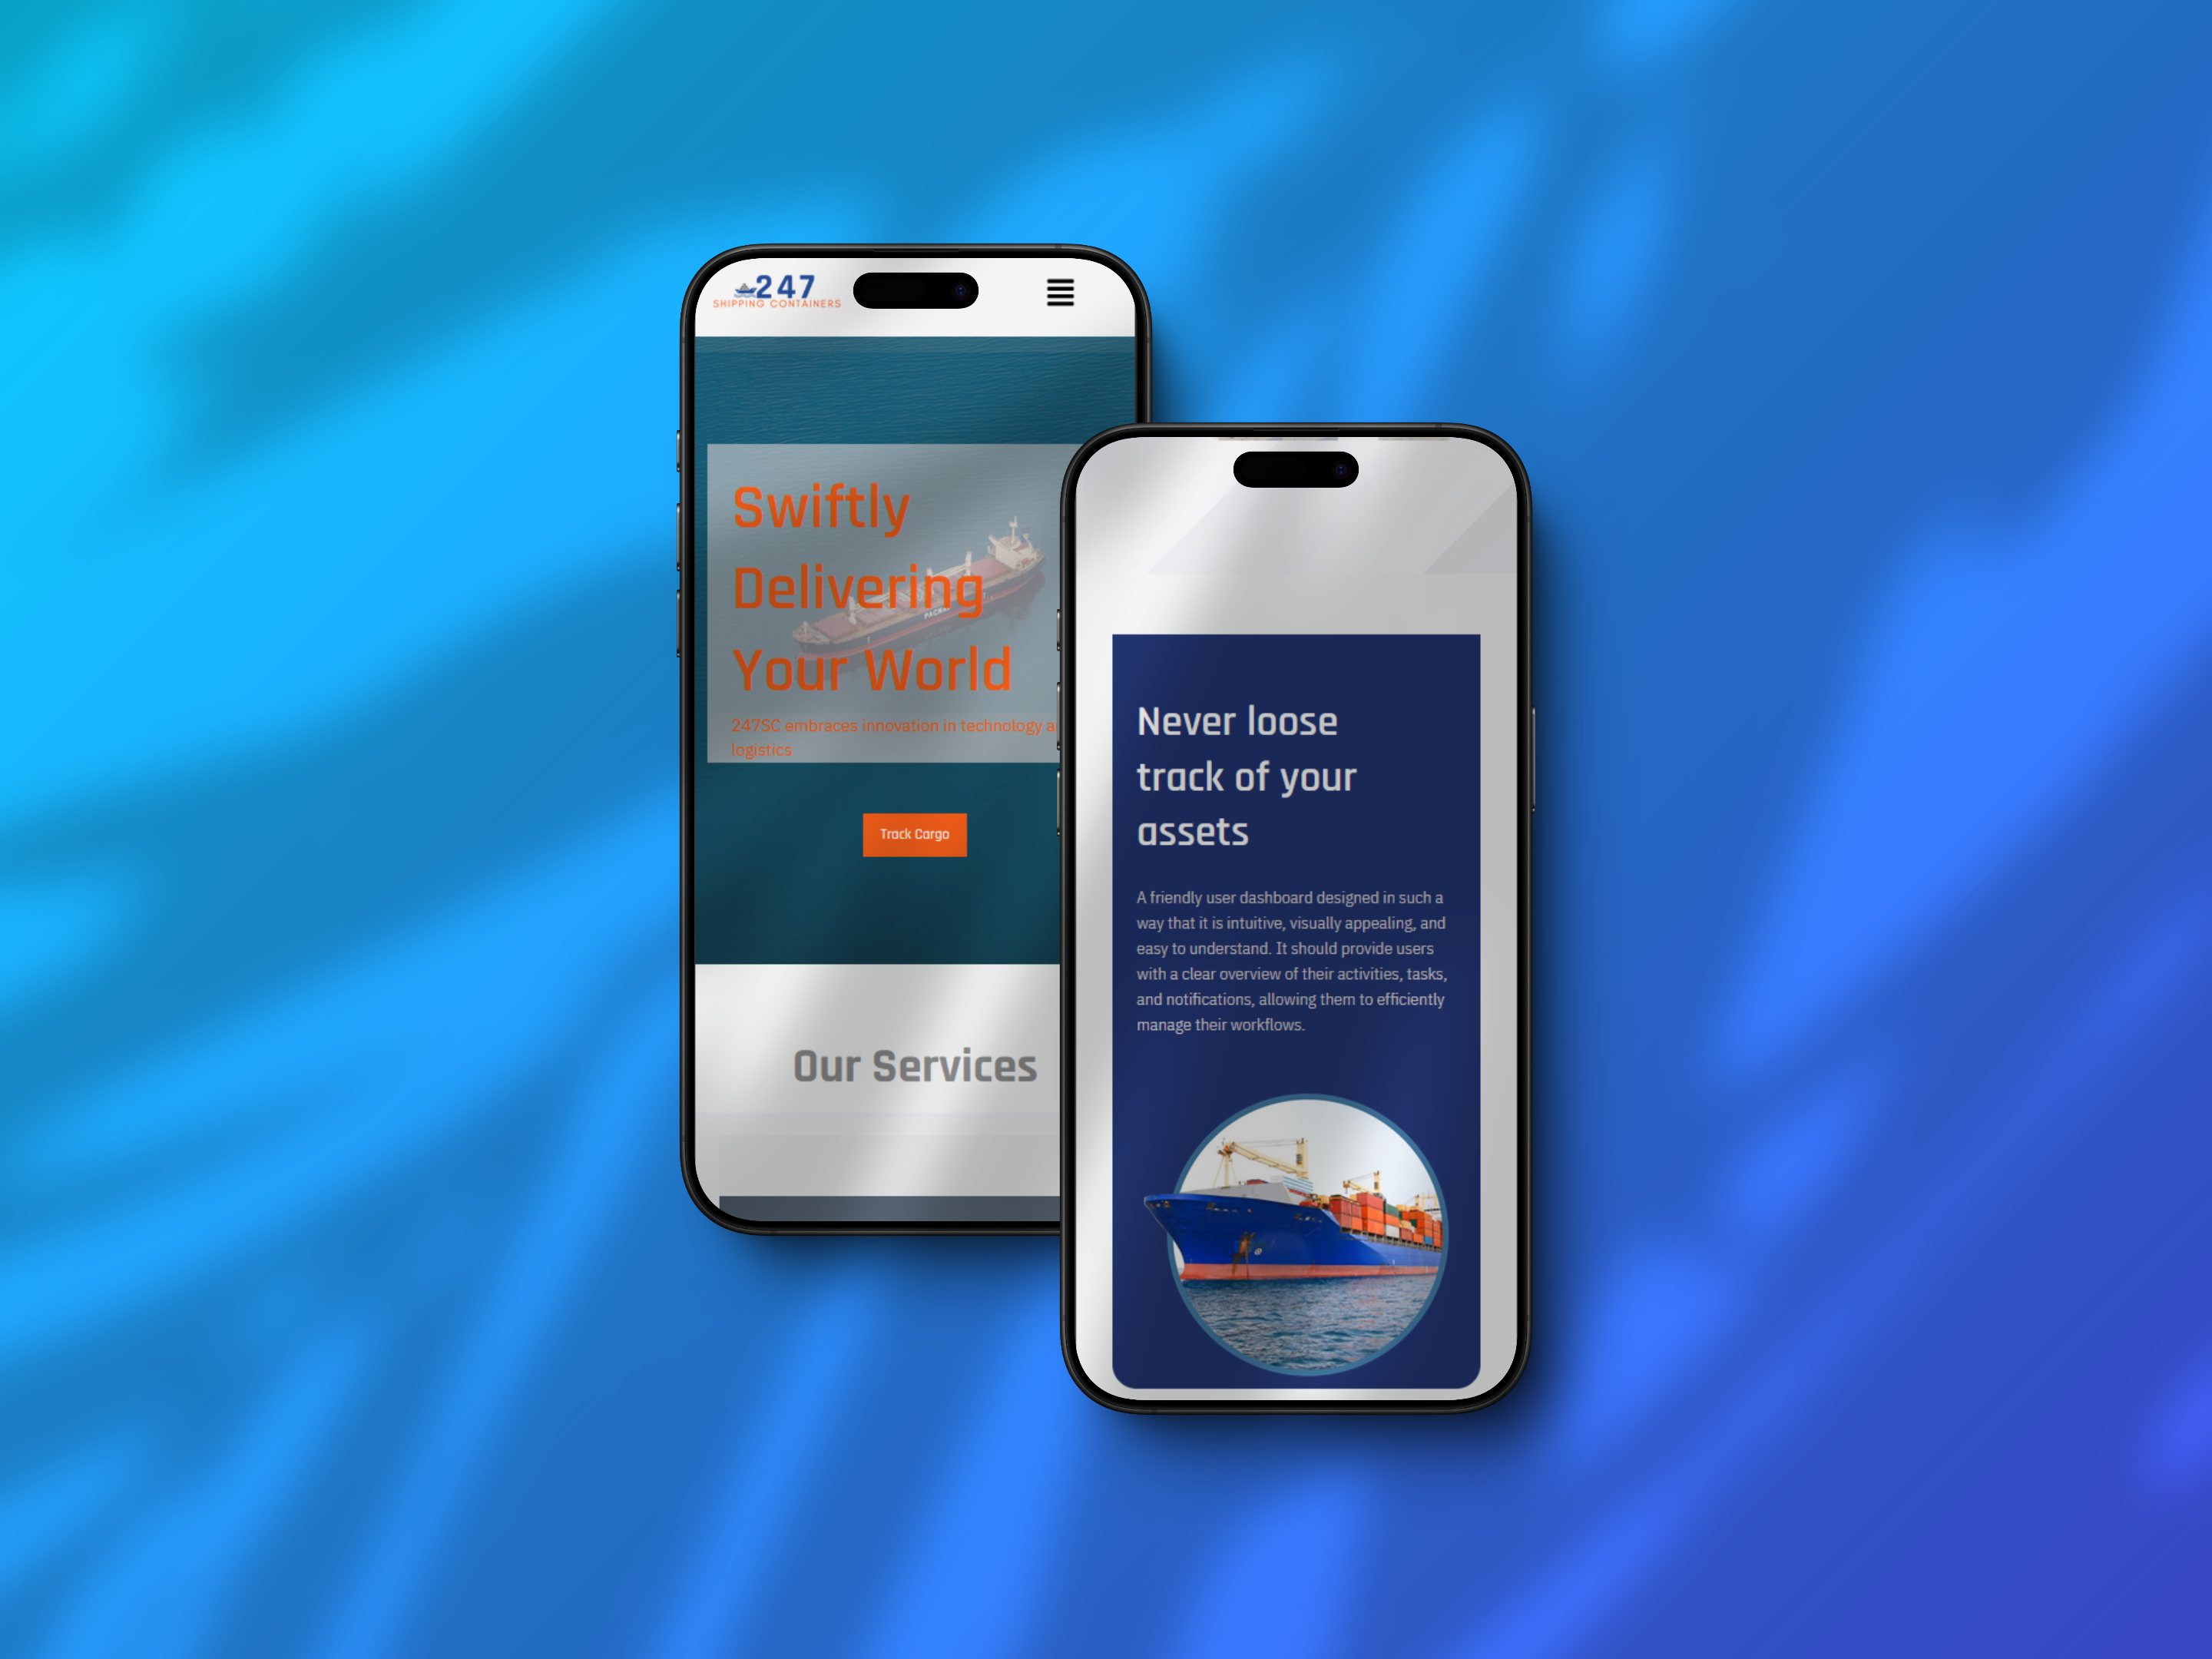 247
SHIPPING CONTAINERS
Swiftly
Delivering
Your World
247SC embraces innovation in technology
logistics
Track Cargo
Our Services
Never loose
track of your
assets
A friendly user dashboard designed in such a
way that it is intuitive, visually appealing, and
easy to understand. It should provide users
with a clear overview of their activities, tasks,
and notifications, allowing them to efficiently
manage their workflows.